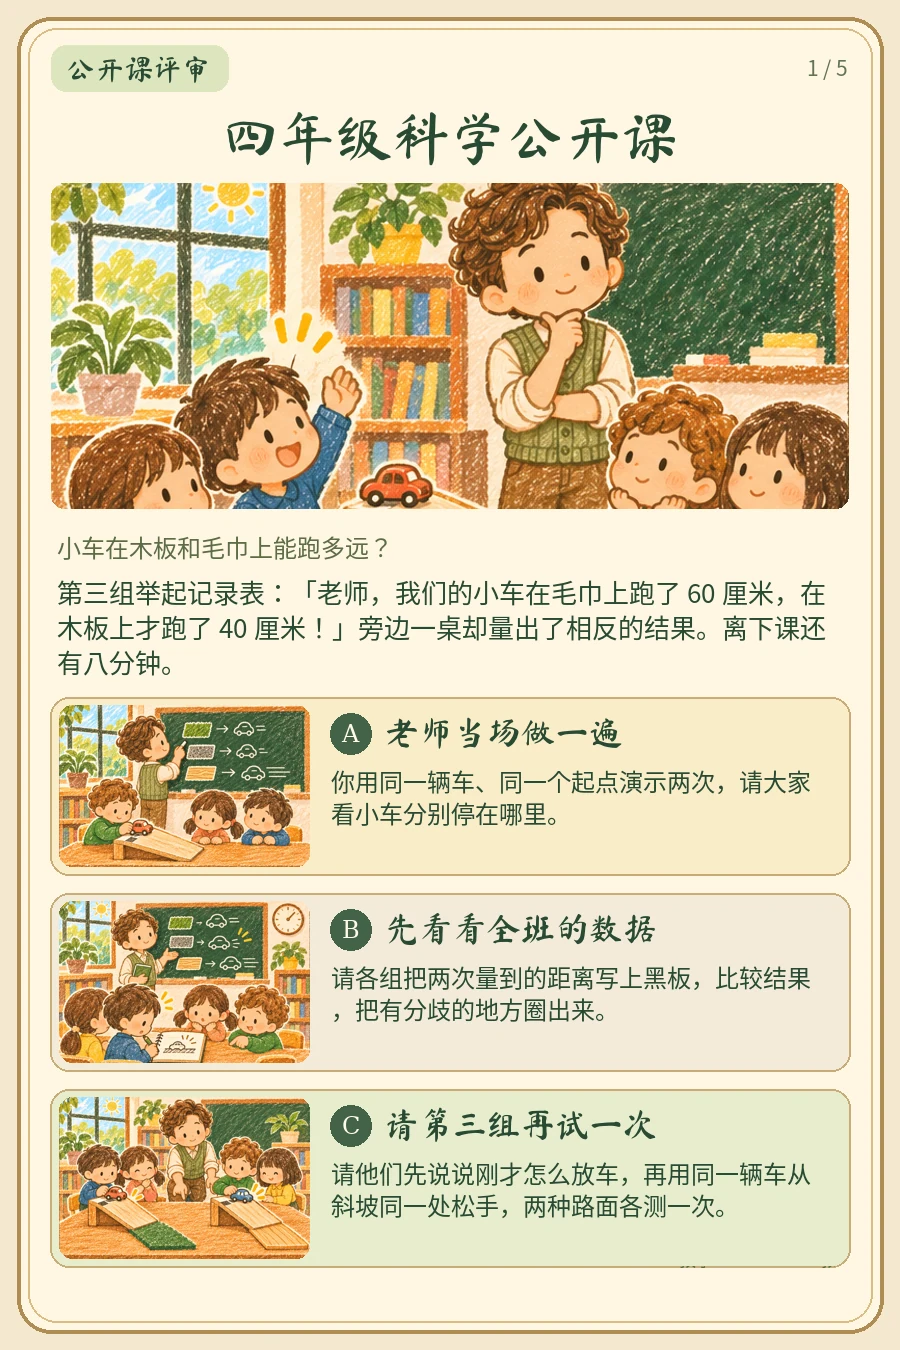 公开课评审
1 / 5
四年级科学公开课
小车在木板和毛巾上能跑多远？
第三组举起记录表：「老师，我们的小车在毛巾上跑了 60 厘米，在
木板上才跑了 40 厘米！」旁边一桌却量出了相反的结果。离下课还
有八分钟。
A 老师当场做一遍
你用同一辆车、同一个起点演示两次，请大家
看小车分别停在哪里。
B 先看看全班的数据
请各组把两次量到的距离写上黑板，比较结果
，把有分歧的地方圈出来。
C 请第三组再试一次
请他们先说说刚才怎么放车，再用同一辆车从
斜坡同一处松手，两种路面各测一次。